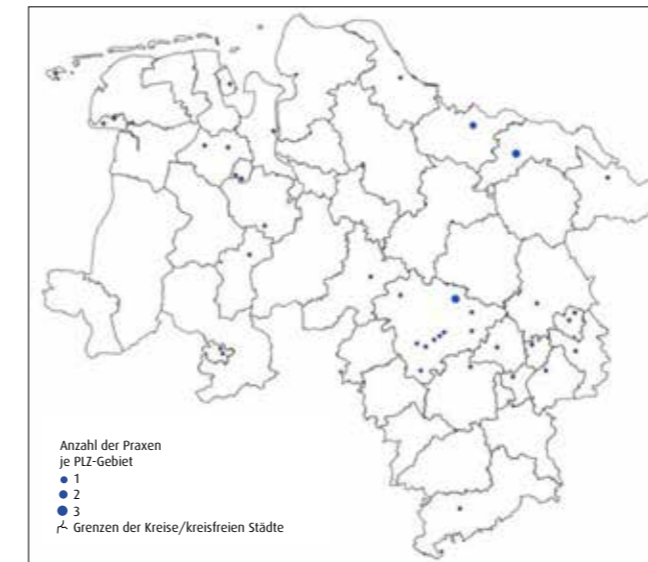 Anzahl der Praxen
je PLZ-Gebiet
1
2
3
Grenzen der Kreise/kreisfreien Städte